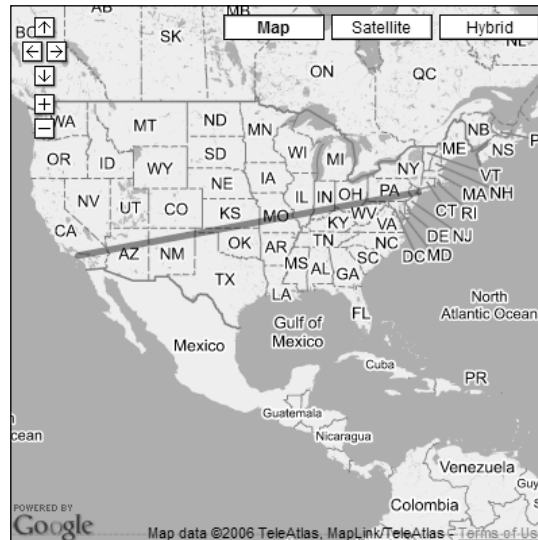 AB
MB
Map
Satellite
Hybrid
BC
SK
NL
ON
QC
WA
MT
ND
MN
NB
OR
ID
SD
WI
MI
ME
NS
P
WY
NY
VT
NV
UT
CO
NE
IA
IL
IN
OH
PA
MA
NH
CA
KS
MO
WV
KY
VA
CT
RI
AZ
NM
OK
AR
TN
NC
DE
NJ
TX
MS
AL
GA
SC
DC
MD
LA
FL
North
Atlantic Ocean
Gulf of
Mexico
Mexico
Cuba
PR
Guatemala
Nicaragua
n
cean
Venezuela
Guy
Colombia
POWERED BY
Google
Map data ©2006 TeleAtlas, MapLink/TeleAtlas - Terms of Us